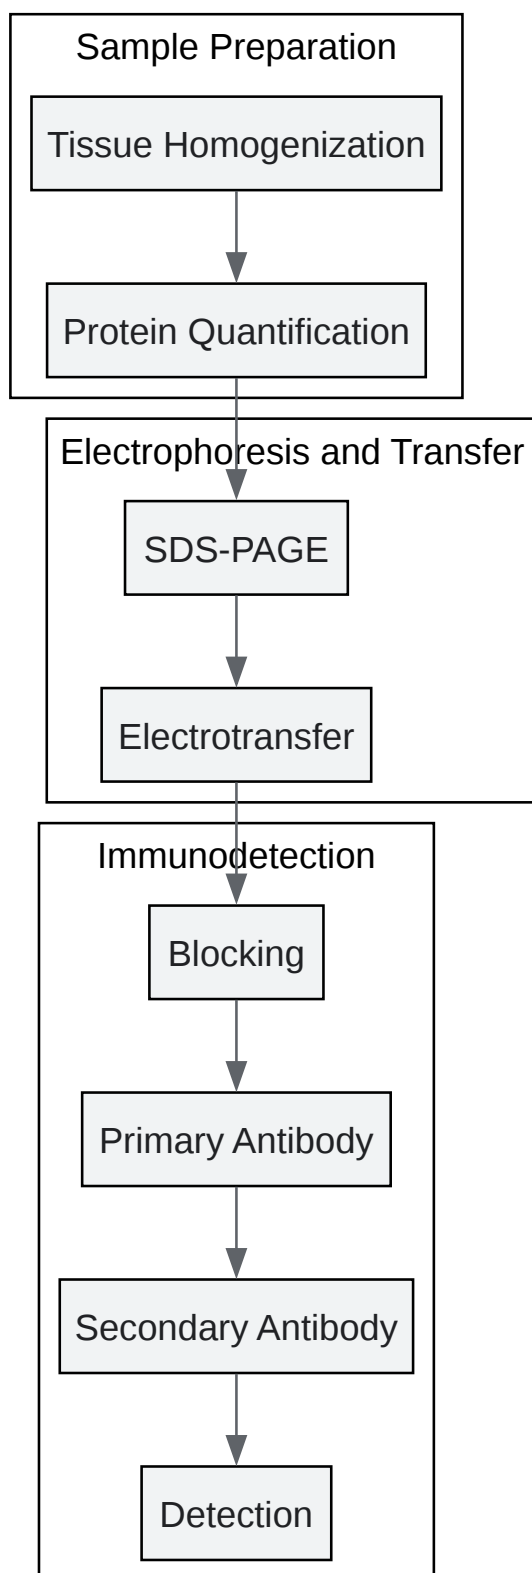 Sample Preparation
Tissue Homogenization
Protein Quantification
Electrophoresis and Transfer
SDS-PAGE
Electrotransfer
Immunodetection
Blocking
Primary Antibody
Secondary Antibody
Detection